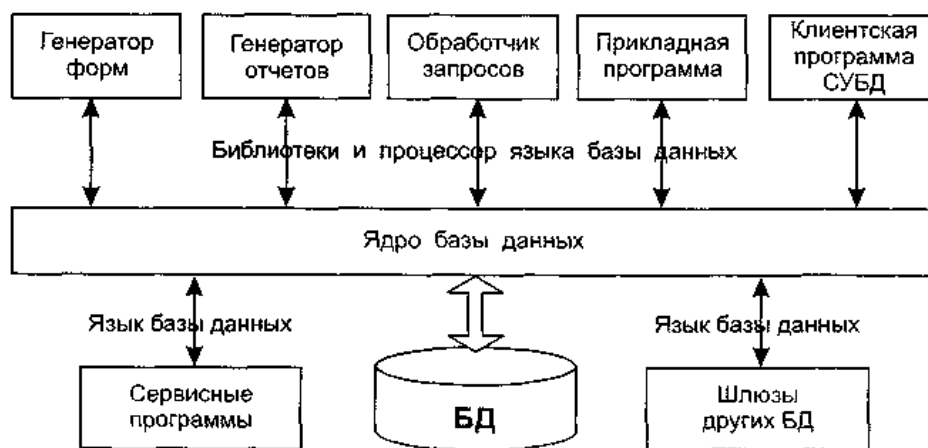 Генератор
форм
Генератор
отчетов
Обработчик
запросов
Прикладная
программа
Клиентская
программа
СУБД
Библиотеки и процессор языка базы данных
Ядро базы данных
Язык базы данных
Язык базы данных
Сервисные
программы
БД
Шлюзы
других БД